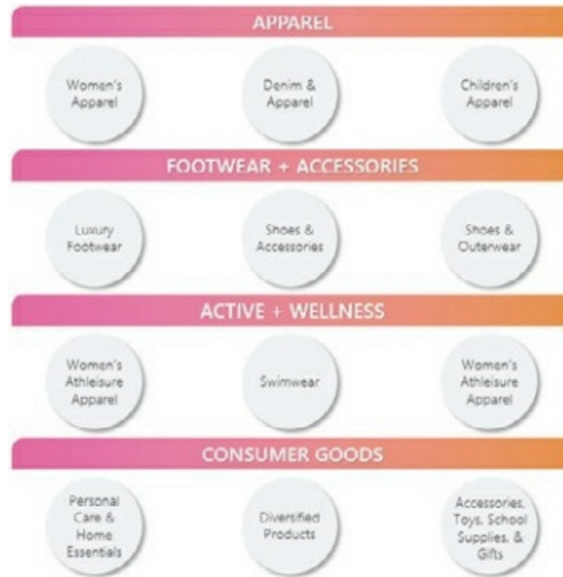 APPAREL
Women's
Apparel
Denim &
Apparel
Children's
Apparel
FOOTWEAR + ACCESSORIES
Luxury
Footwear
Shoes &
Accessories
Shoes &
Outerwear
ACTIVE + WELLNESS
Women's
Athleisure
Apparel
Swimwear
Women's
Athleisure
Apparel
CONSUMER GOODS
Personal
Care &
Home
Essentials
Diversified
Products
Accessories,
Toys, School
Supplies, &
Gifts